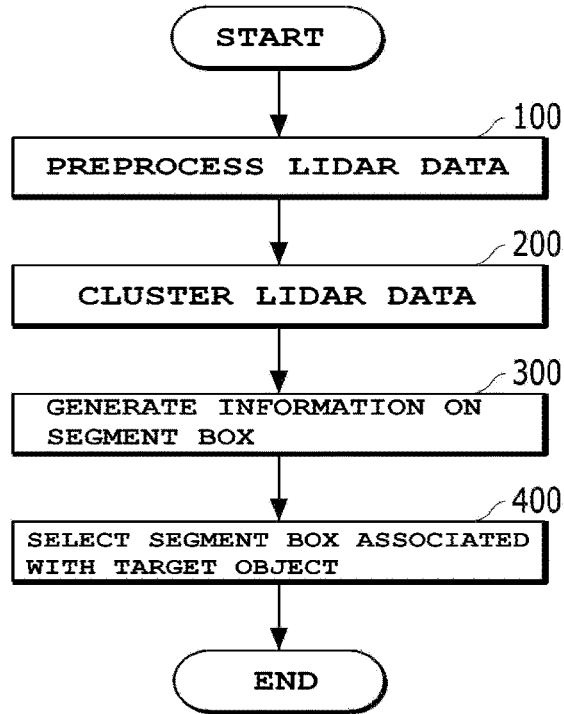 START
100
PREPROCESS LIDAR DATA
200
CLUSTER LIDAR DATA
300
GENERATE INFORMATION ON
SEGMENT BOX
400
SELECT SEGMENT BOX ASSOCIATED
WITH TARGET OBJECT
END